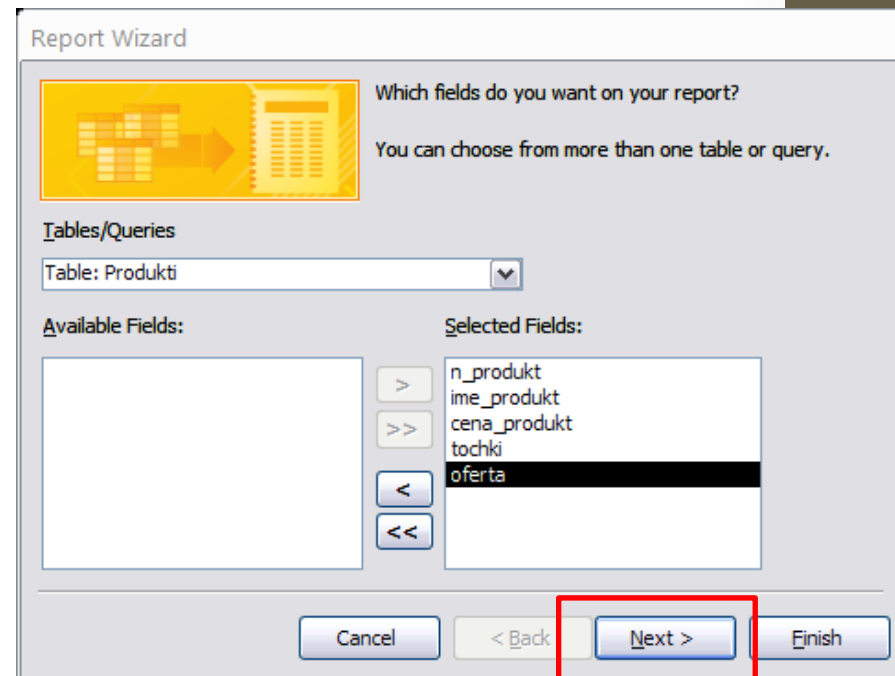 Report Wizard
Which fields do you want on your report?
You can choose from more than one table or query.
Tables/Queries
Table: Produkti
Available Fields:
Selected Fields:
n_produkt
ime_produkt
cena_produkt
tochki
oferta
>
>>
<
<<
Cancel
< Back
Next >
Finish